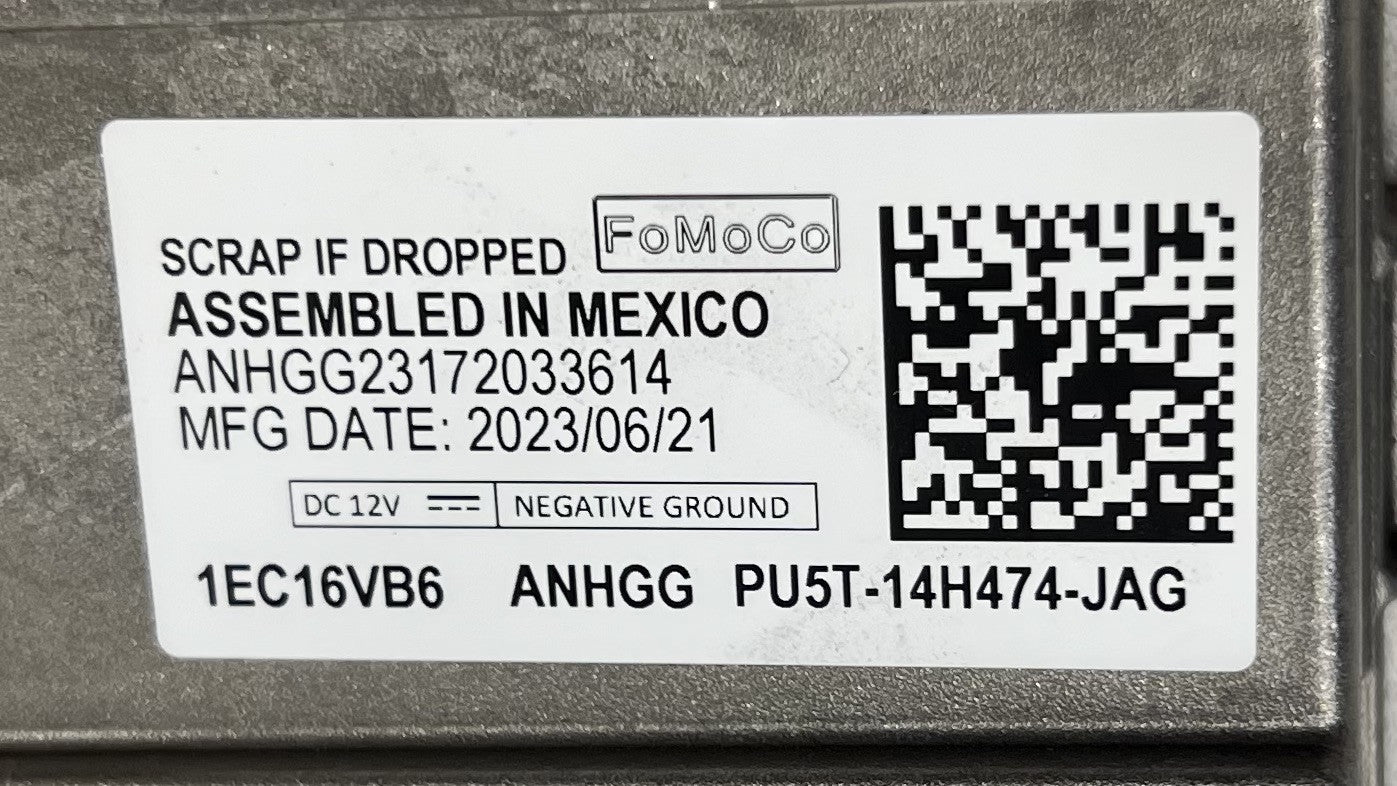 FoMoCo
SCRAP IF DROPPED
ASSEMBLED IN MEXICO
ANHGG23172033614
MFG DATE: 2023/06/21
DC 12V NEGATIVE GROUND
1EC16VB6 ANHGG PU5T-14H474-JAG